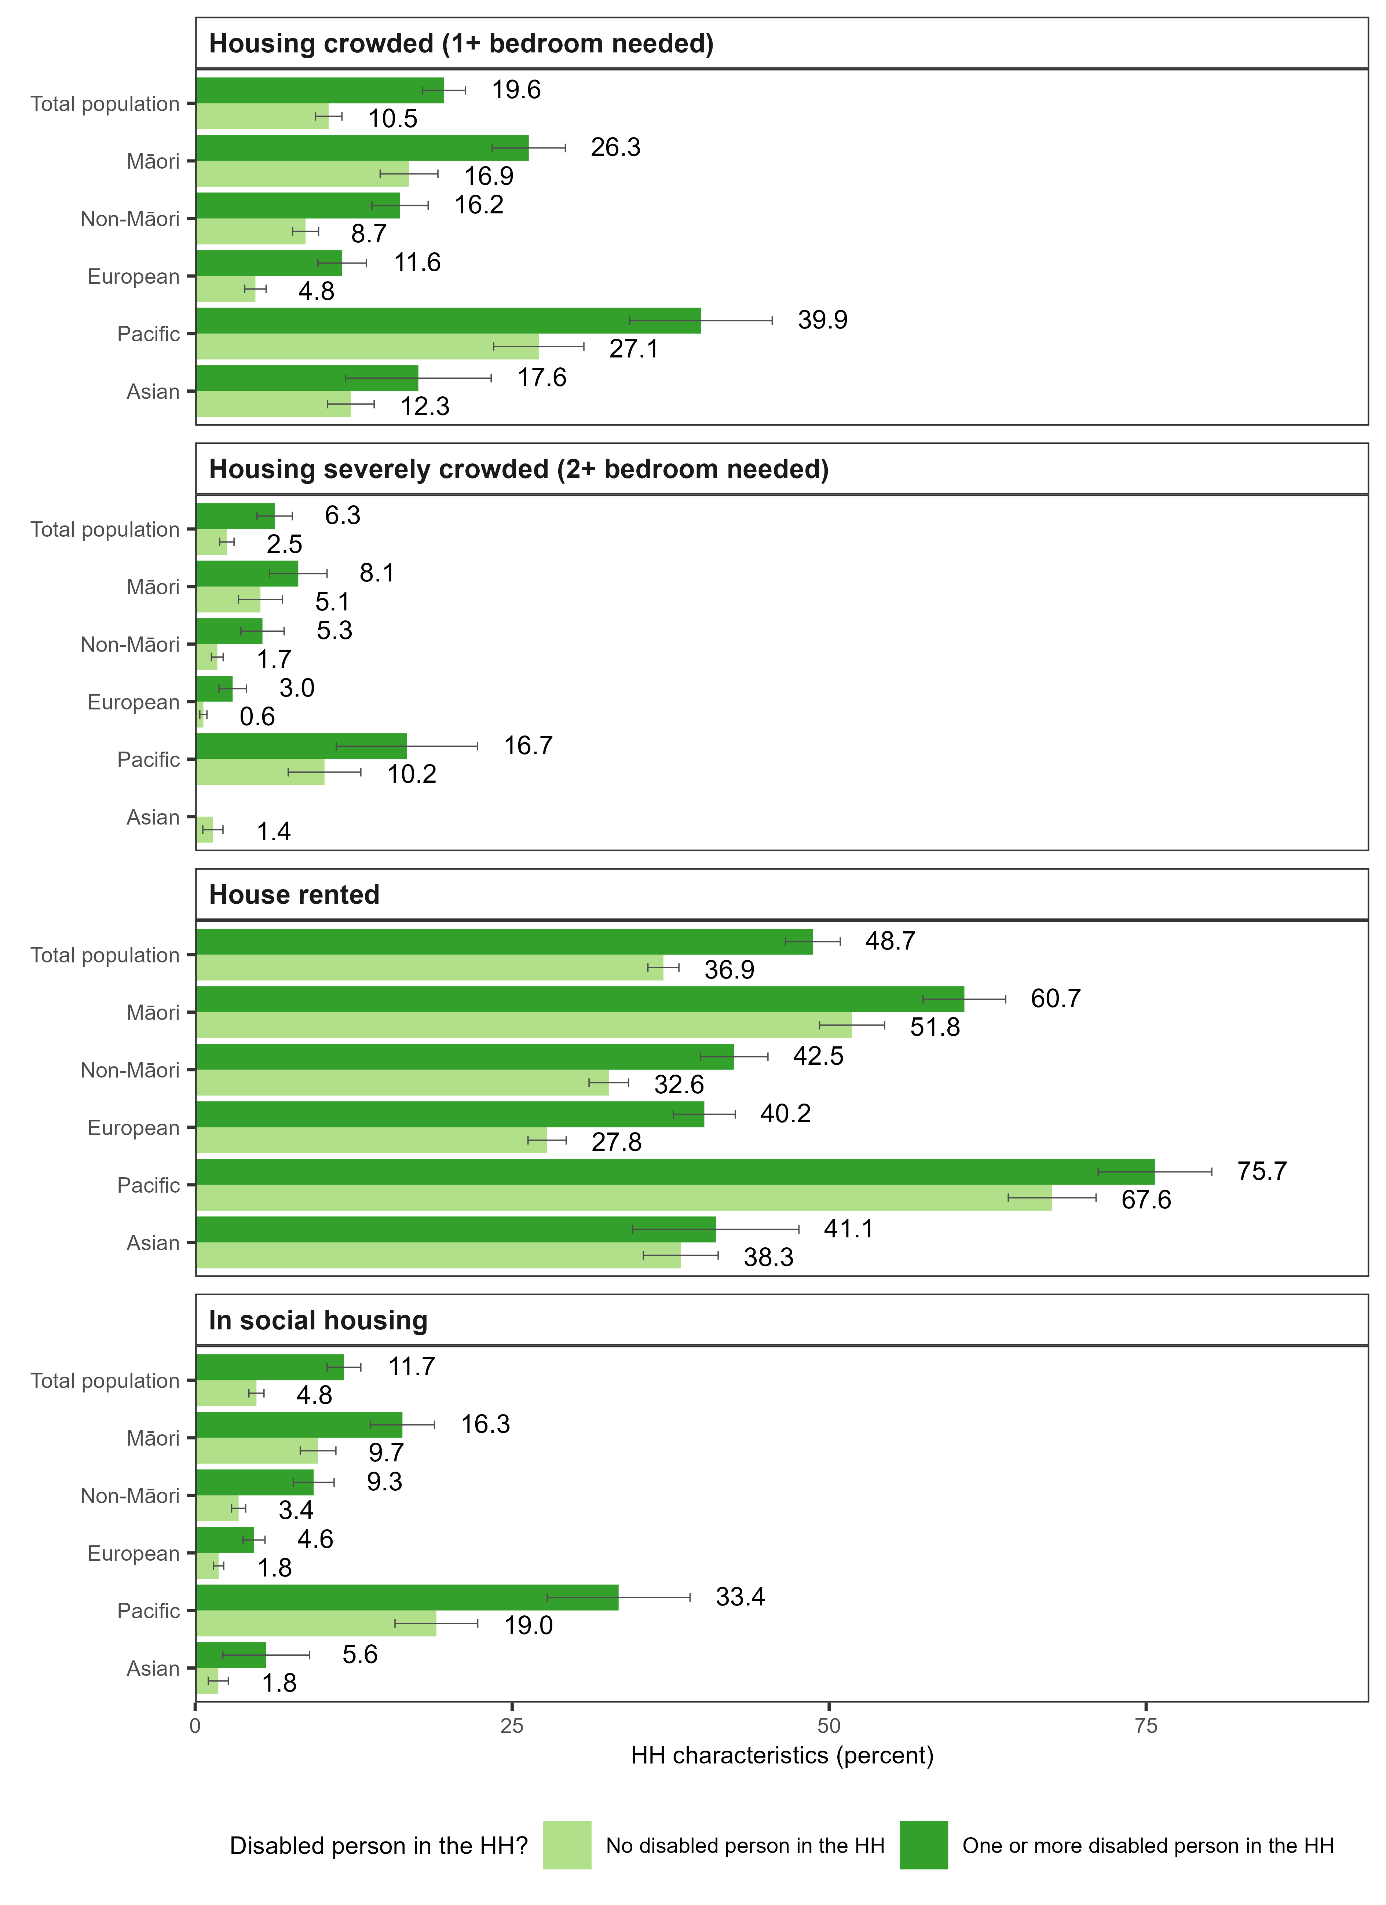 Housing crowded (1+ bedroom needed)
Total population
19.6
10.5
Māori
26.3
16.9
Non-Māori
16.2
8.7
European
11.6
4.8
Pacific
39.9
27.1
Asian
17.6
12.3
Housing severely crowded (2+ bedroom needed)
Total population
6.3
2.5
Māori
8.1
5.1
Non-Māori
5.3
1.7
European
3.0
0.6
Pacific
16.7
10.2
Asian
1.4
House rented
Total population
48.7
36.9
Māori
60.7
51.8
Non-Māori
42.5
32.6
European
40.2
27.8
Pacific
75.7
67.6
Asian
41.1
38.3
In social housing
Total population
11.7
4.8
Māori
16.3
9.7
Non-Māori
9.3
3.4
European
4.6
1.8
Pacific
33.4
19.0
Asian
5.6
1.8
0 25 50 75
HH characteristics (percent)
Disabled person in the HH? No disabled person in the HH One or more disabled person in the HH